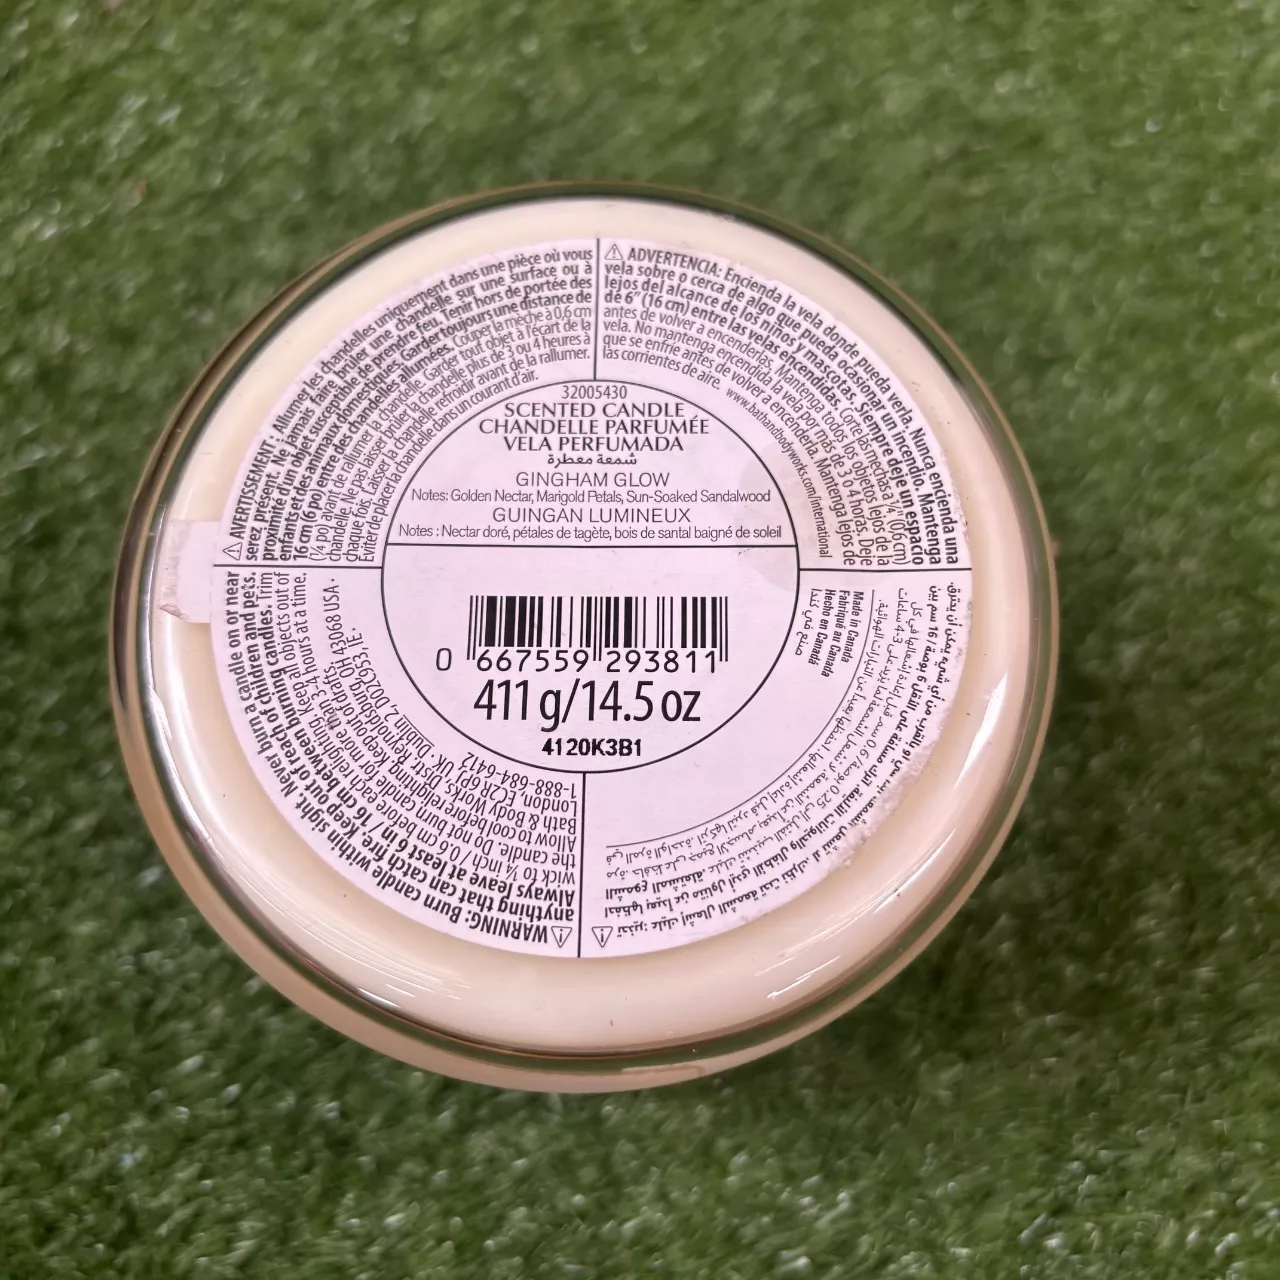 32005430
SCENTED CANDLE
CHANDELLE PARFUMÉE
VELA PERFUMADA
شمعة معطرة
GINGHAM GLOW
Notes: Golden Nectar, Marigold Petals, Sun-Soaked Sandalwood
GUINGAN LUMINEUX
Notes : Nectar doré, pétales de tagète, bois de santal baigné de soleil
0 667559 293811
411 g/14.5 oz
4120K3B1
AVERTISSEMENT : Allumer les chandelles uniquement dans une pièce où vous
serez présent. Ne jamais faire brûler une chandelle sur une surface ou à
proximité d'un objet susceptible de prendre feu. Tenir hors de portée des
enfants et des animaux domestiques. Garder toujours une distance de
16 cm (6 po) entre des chandelles allumées. Couper la mèche à 0,6 cm
(¼ po) avant de rallumer la chandelle. Garder tout objet à l'écart de la
chandelle. Ne pas laisser brûler la chandelle plus de 3 ou 4 heures à
chaque fois. Laisser la chandelle refroidir avant de la rallumer.
Éviter de placer la chandelle dans un courant d'air.
ADVERTENCIA: Encienda la vela donde pueda verla. Nunca encienda una
vela sobre o cerca de algo que pueda ocasionar un incendio. Mantenga
lejos del alcance de los niños y mascotas. Siempre deje un espacio
de 6" (16 cm) entre las velas encendidas. Corte las mechas a ¼" (0,6 cm)
antes de volver a encenderlas. Mantenga todos los objetos lejos de la
vela. No mantenga encendida la vela por más de 3 o 4 horas. Deje
que se enfríe antes de volver a encenderla. Mantenga lejos de
las corrientes de aire. www.bathandbodyworks.com/international
Made in Canada
Fabriqué au Canada
Hecho en Canadá
صنع في كندا
WARNING: Burn candle within sight. Never burn a candle on or near
anything that can catch fire. Keep out of reach of children and pets.
Always leave at least 6 in / 16 cm between burning candles. Trim
wick to ¼ inch / 0.6 cm before each relighting. Keep all objects out of
the candle. Do not burn candle for more than 3-4 hours at a time.
Allow to cool before relighting. Keep out of drafts.
Bath & Body Works Distr. Reynoldsburg, OH 43068 USA ·
London, EC2R 6PJ, UK · Dublin 2, D02 C9S3, IE ·
1-888-684-6412